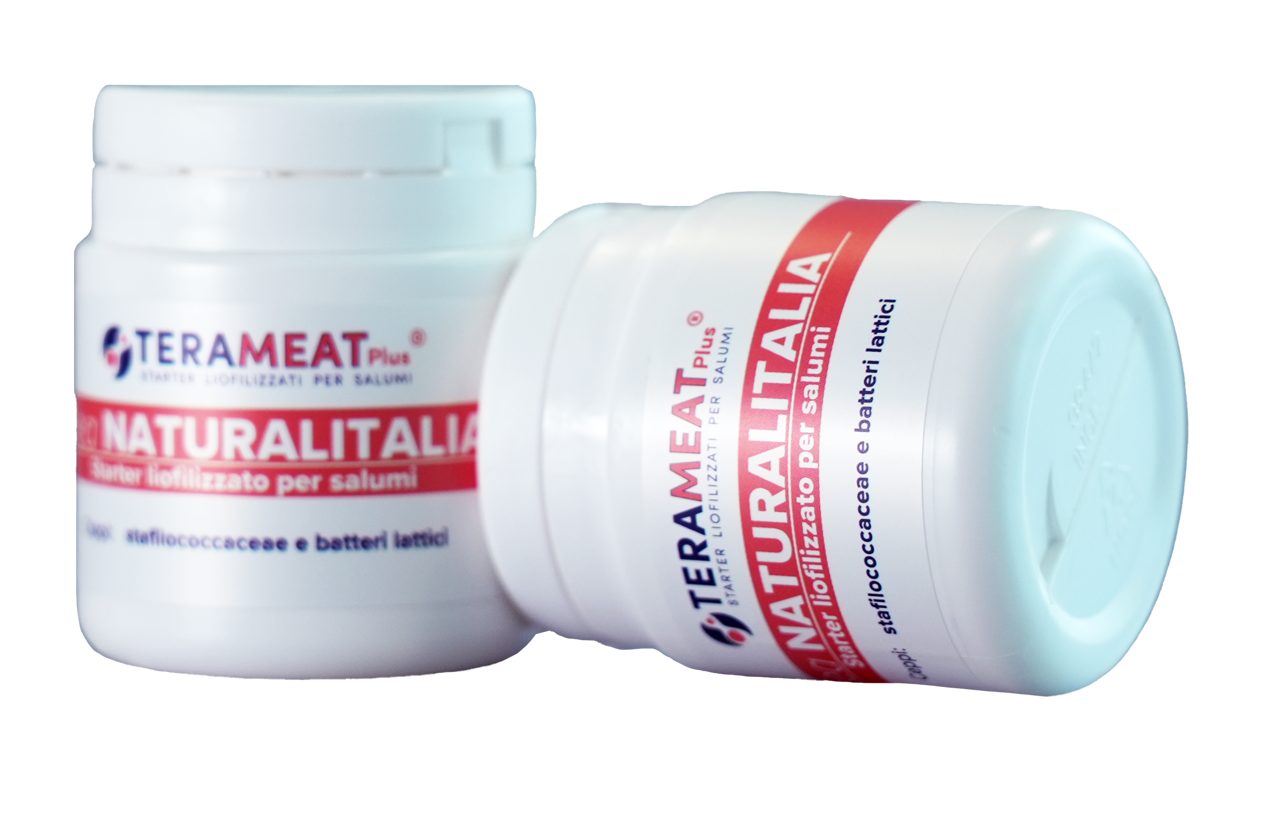 TERAMEAT Plus®
STARTER LIOFILIZZATI PER SALUMI
NATURALITALIA
Starter liofilizzato per salumi
stafilococcaceae e batteri lattici
TERAMEAT Plus®
STARTER LIOFILIZZATI PER SALUMI
NATURALITALIA
Starter liofilizzato per salumi
Ceppi: stafilococcaceae e batteri lattici